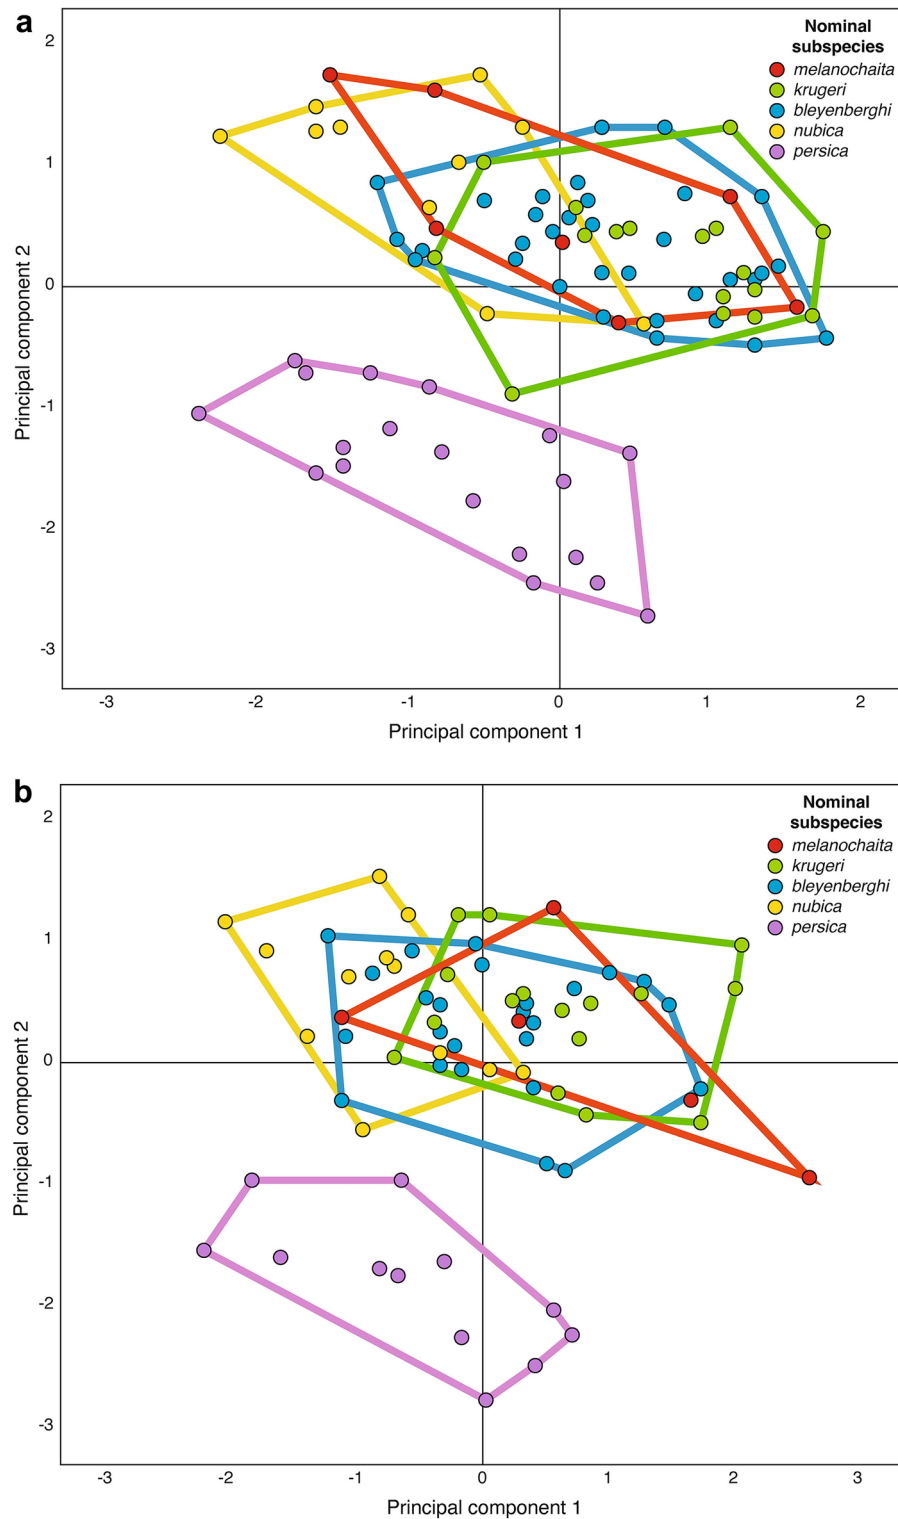 a
Nominal
subspecies
melanochaita
krugeri
bleyenberghi
nubica
persica
2
1
0
-1
-2
-3
Principal component 2
-3
-2
-1
0
1
2
Principal component 1
b
Nominal
subspecies
melanochaita
krugeri
bleyenberghi
nubica
persica
2
1
0
-1
-2
-3
Principal component 2
-3
-2
-1
0
1
2
3
Principal component 1